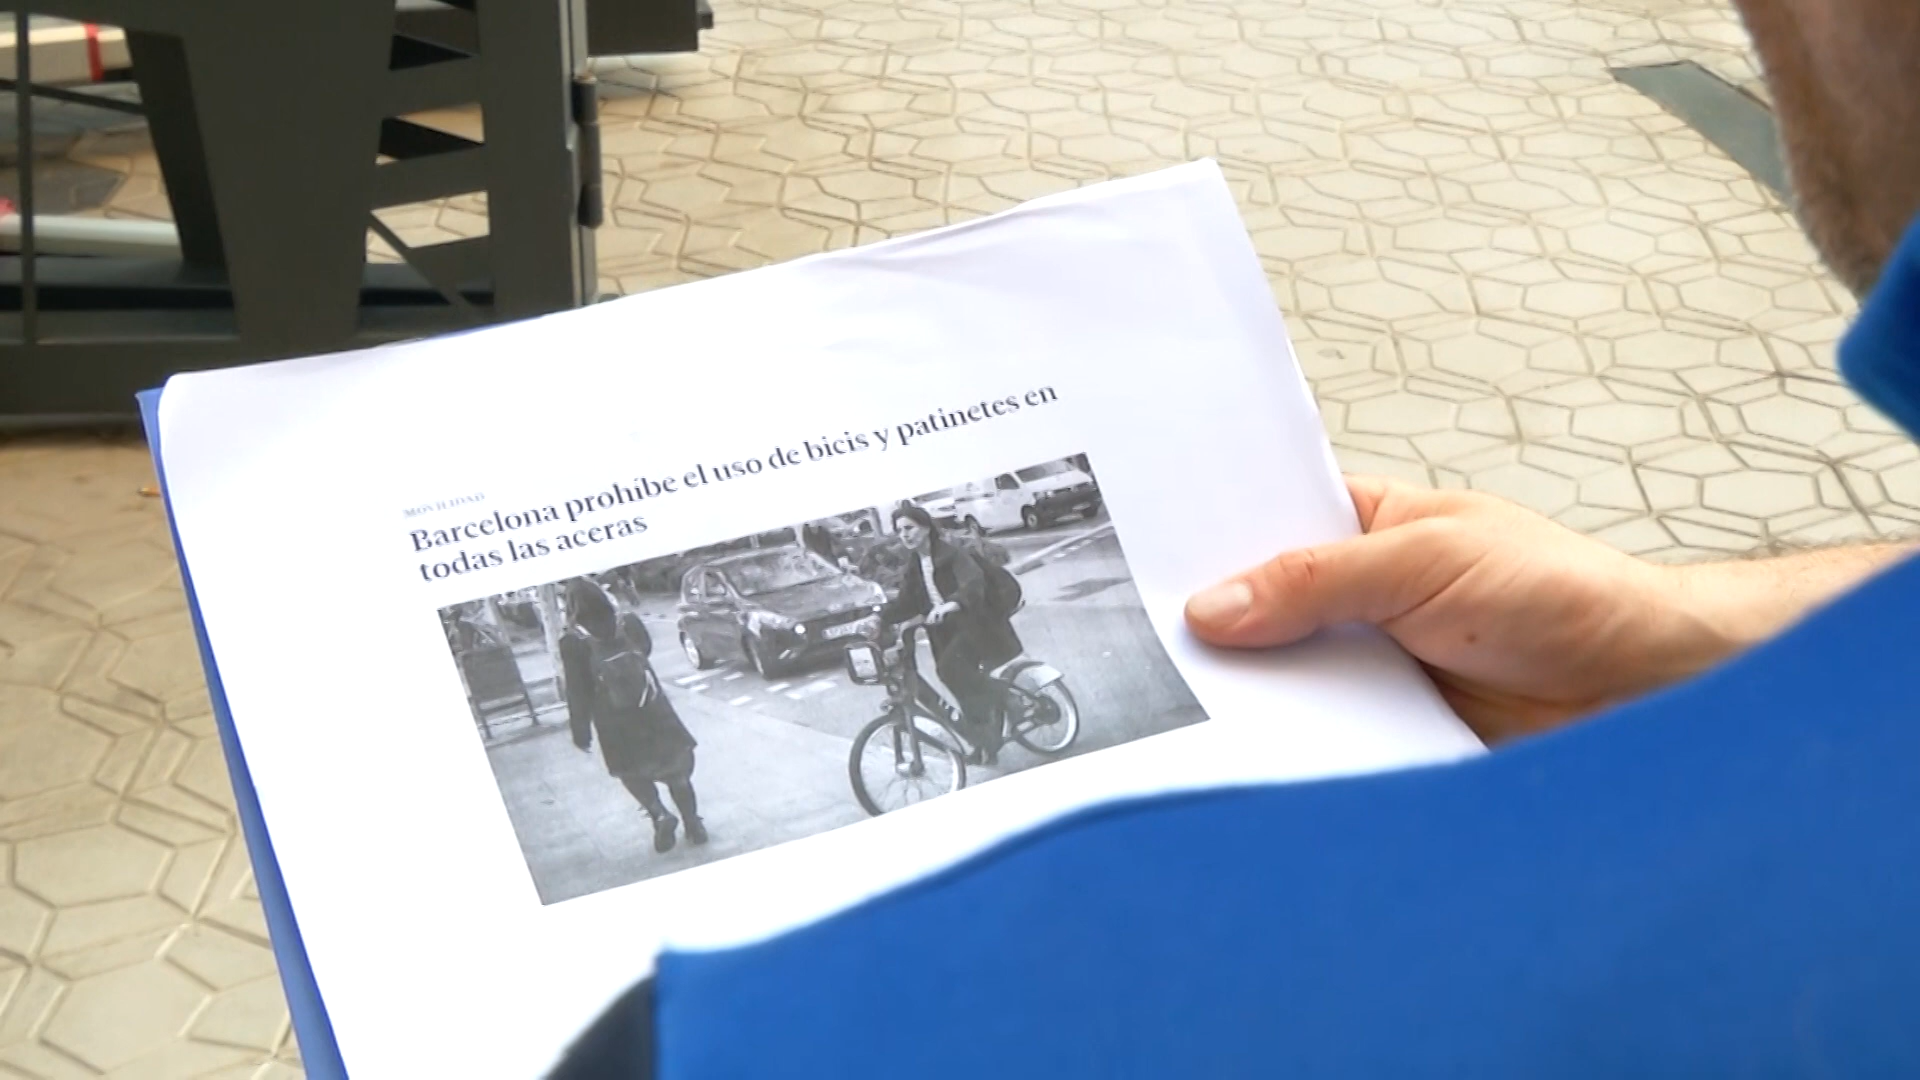 MOVILIDAD
Barcelona prohíbe el uso de bicis y patinetes en
todas las aceras